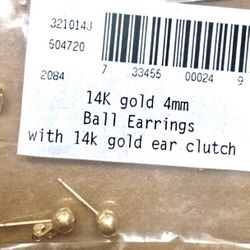 321014J
504720
2084
7 33455 00024 9
14K gold 4mm
Ball Earrings
with 14k gold ear clutch